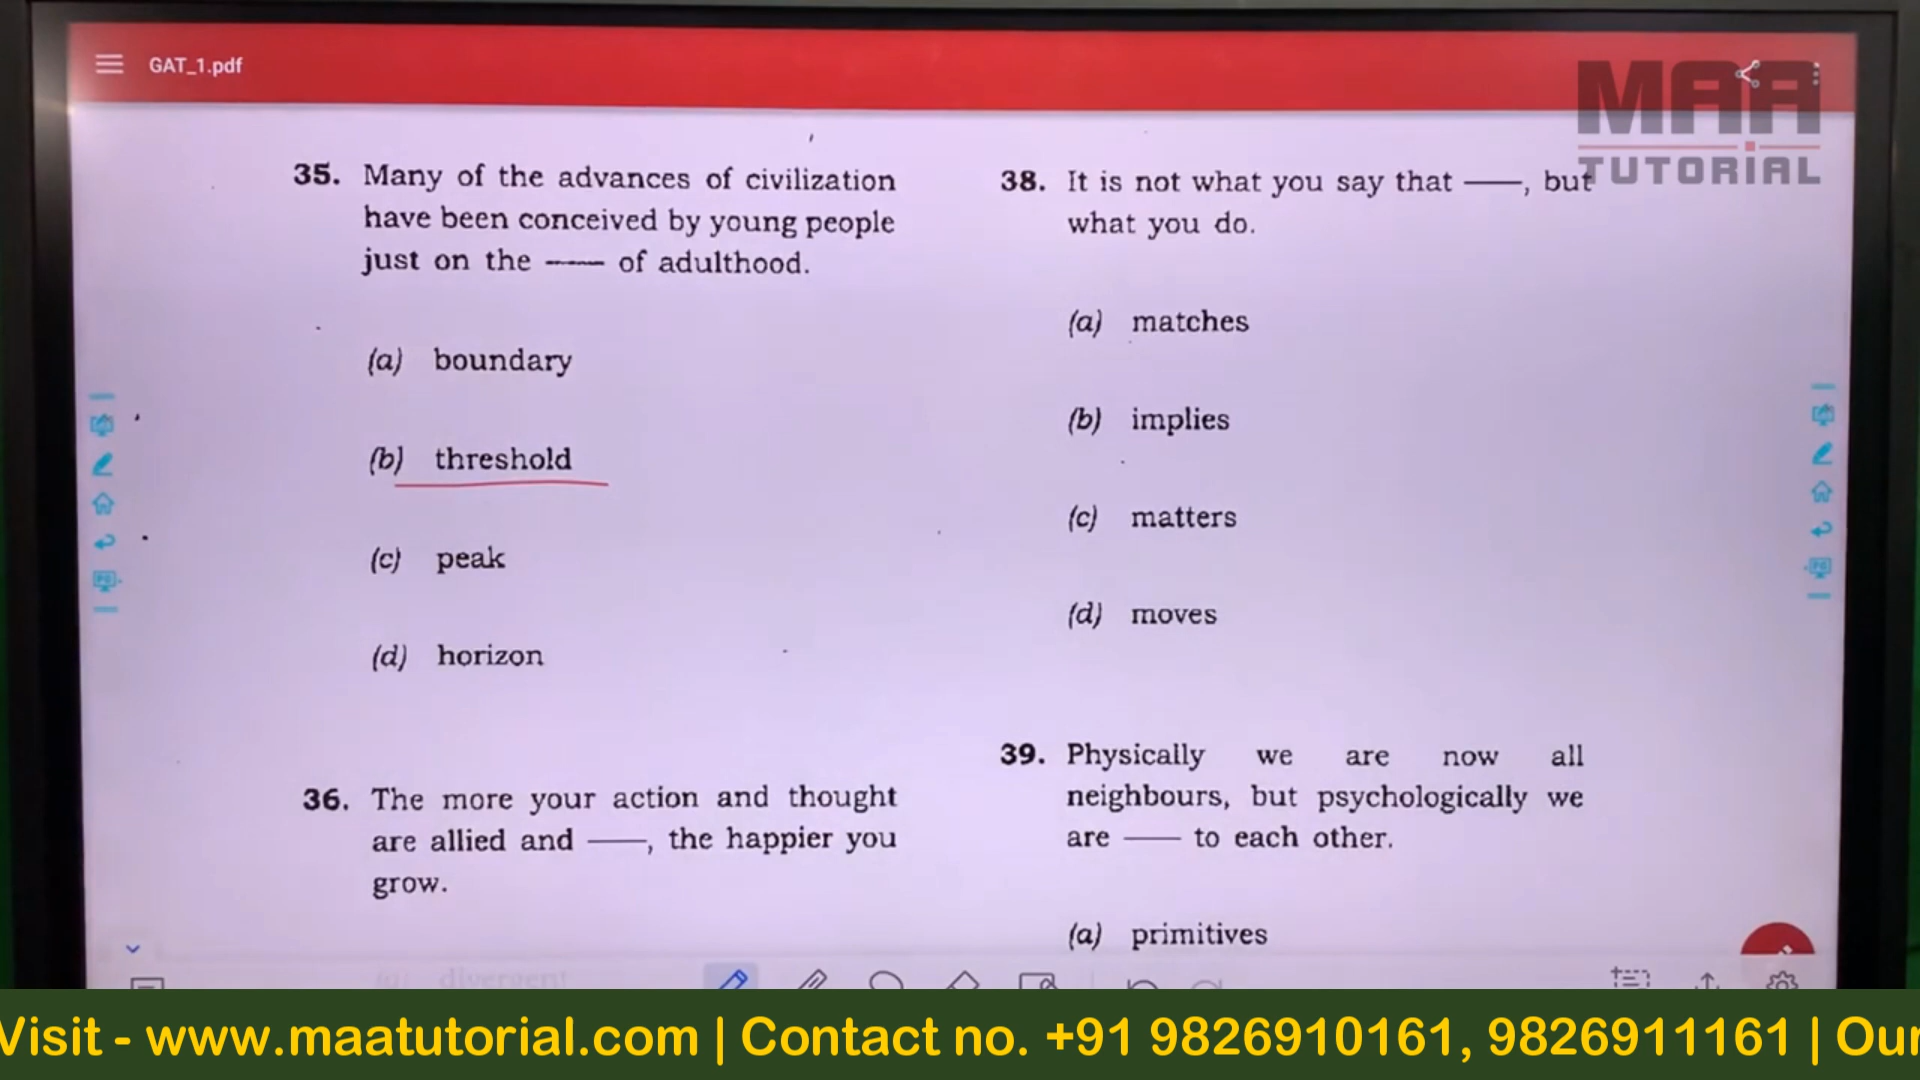 GAT_1.pdf
MAA
TUTORIAL
35. Many of the advances of civilization
have been conceived by young people
just on the —— of adulthood.
(a) boundary
(b) threshold
(c) peak
(d) horizon
36. The more your action and thought
are allied and ——, the happier you
grow.
(a) divergent
38. It is not what you say that ——, but
what you do.
(a) matches
(b) implies
(c) matters
(d) moves
39. Physically we are now all
neighbours, but psychologically we
are —— to each other.
(a) primitives
Visit - www.maatutorial.com | Contact no. +91 9826910161, 9826911161 | Our